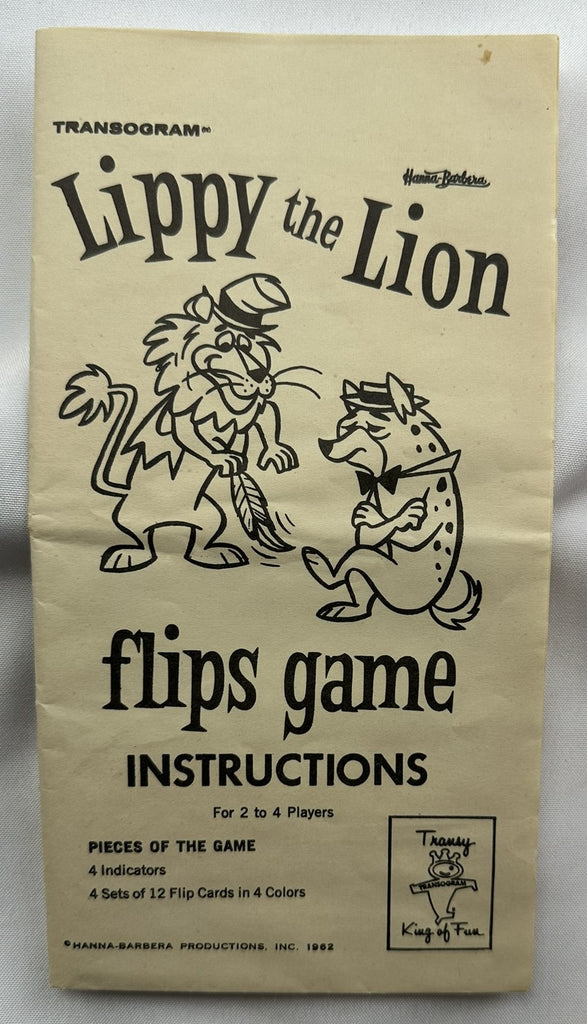 TRANSOGRAM
Hanna-Barbera
Lippy the Lion
flips game
INSTRUCTIONS
For 2 to 4 Players
PIECES OF THE GAME
4 Indicators
4 Sets of 12 Flip Cards in 4 Colors
Transy
TRANSOGRAM
King of Fun
©HANNA-BARBERA PRODUCTIONS, INC. 1962